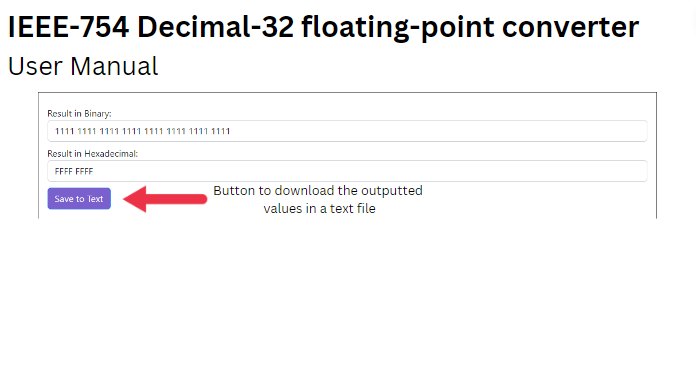 IEEE-754 Decimal-32 floating-point converter
User Manual
Result in Binary:
1111 1111 1111 1111 1111 1111 1111 1111
Result in Hexadecimal:
FFFF FFFF
Save to Text
Button to download the outputted
values in a text file